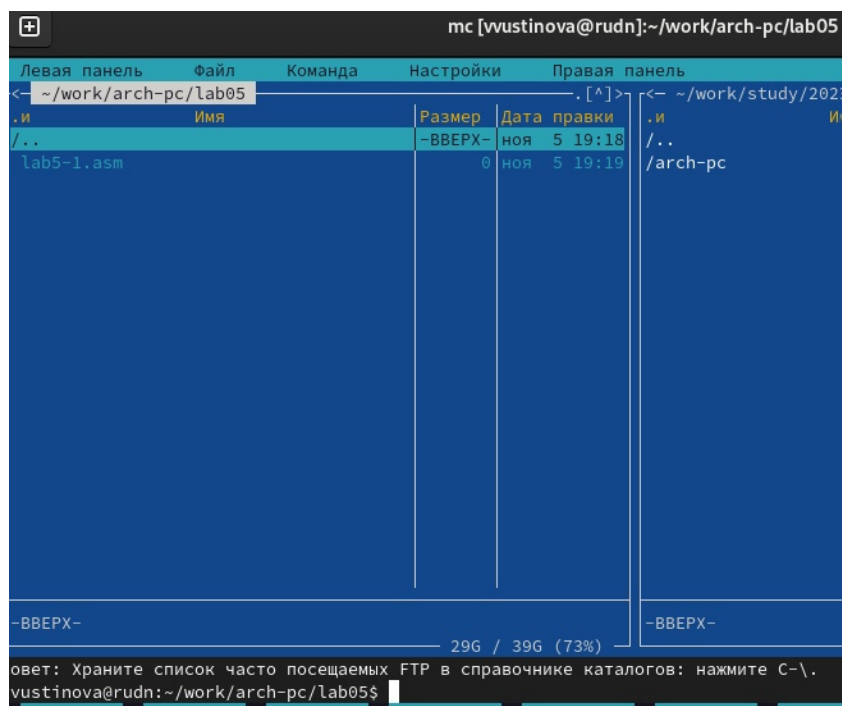 mc [vvustinova@rudn]:~/work/arch-pc/lab05
Левая панель Файл Команда Настройки Правая панель
<─ ~/work/arch-pc/lab05 ─.[^]>┐┌<─ ~/work/study/202
.и Имя Размер Дата правки .и
/.. -ВВЕРХ- ноя 5 19:18 /..
lab5-1.asm 0 ноя 5 19:19 /arch-pc
-ВВЕРХ- -ВВЕРХ-
29G / 39G (73%)
овет: Храните список часто посещаемых FTP в справочнике каталогов: нажмите C-\.
vustinova@rudn:~/work/arch-pc/lab05$